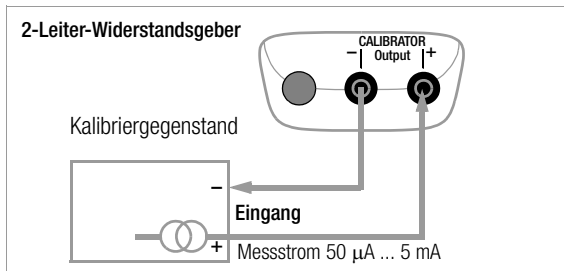 2-Leiter-Widerstandsgeber
CALIBRATOR
– Output +
Kalibriergegenstand
–
Eingang
+
Messstrom 50 µA ... 5 mA